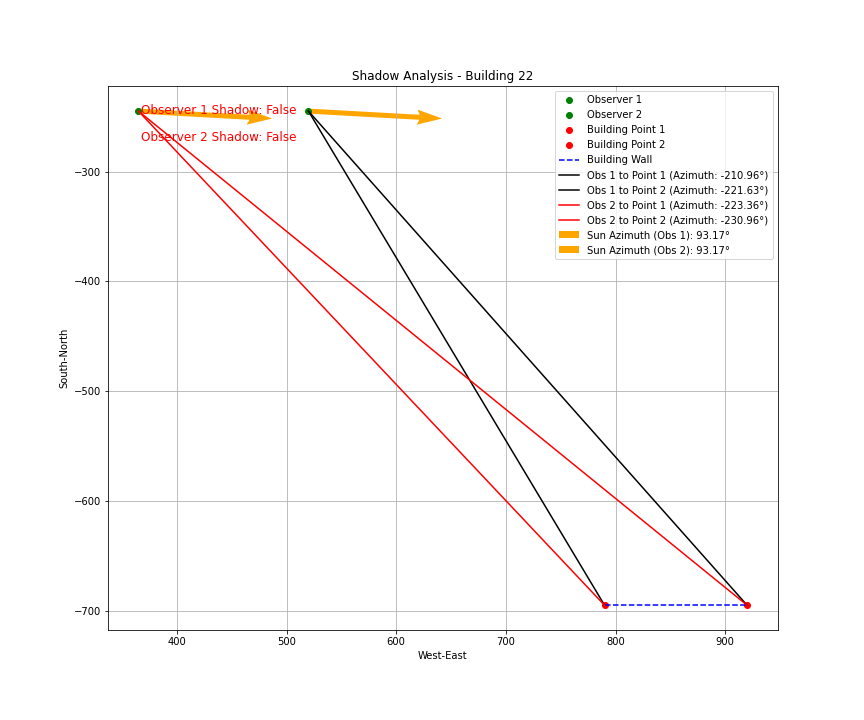 Shadow Analysis - Building 22
Observer 1 Shadow: False
Observer 2 Shadow: False
Observer 1
Observer 2
Building Point 1
Building Point 2
Building Wall
Obs 1 to Point 1 (Azimuth: -210.96°)
Obs 1 to Point 2 (Azimuth: -221.63°)
Obs 2 to Point 1 (Azimuth: -223.36°)
Obs 2 to Point 2 (Azimuth: -230.96°)
Sun Azimuth (Obs 1): 93.17°
Sun Azimuth (Obs 2): 93.17°
South-North
−300
−400
−500
−600
−700
400
500
600
700
800
900
West-East